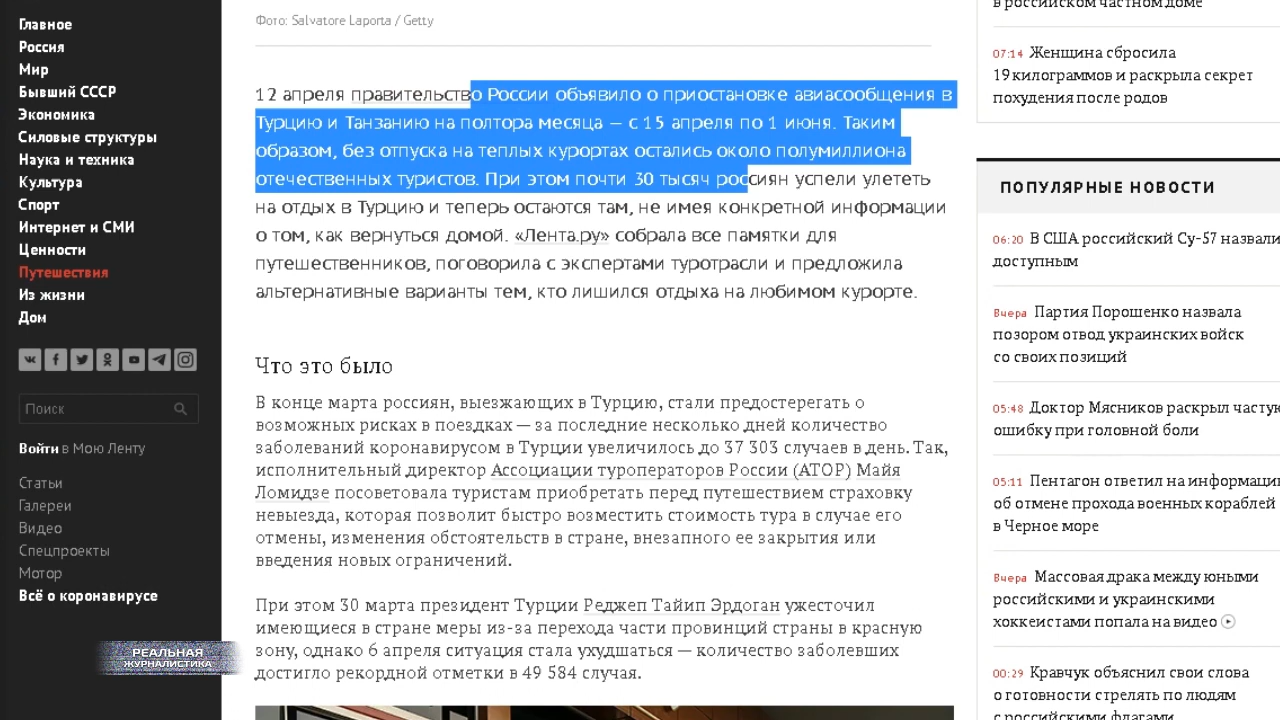 Главное
Россия
Мир
Бывший СССР
Экономика
Силовые структуры
Наука и техника
Культура
Спорт
Интернет и СМИ
Ценности
Путешествия
Из жизни
Дом
Поиск
Войти в Мою Ленту
Статьи
Галереи
Видео
Спецпроекты
Мотор
Всё о коронавирусе
РЕАЛЬНАЯ
ЖУРНАЛИСТИКА
Фото: Salvatore Laporta / Getty
12 апреля правительство России объявило о приостановке авиасообщения в
Турцию и Танзанию на полтора месяца — с 15 апреля по 1 июня. Таким
образом, без отпуска на теплых курортах остались около полумиллиона
отечественных туристов. При этом почти 30 тысяч россиян успели улететь
на отдых в Турцию и теперь остаются там, не имея конкретной информации
о том, как вернуться домой. «Лента.ру» собрала все памятки для
путешественников, поговорила с экспертами туротрасли и предложила
альтернативные варианты тем, кто лишился отдыха на любимом курорте.
Что это было
В конце марта россиян, выезжающих в Турцию, стали предостерегать о
возможных рисках в поездках — за последние несколько дней количество
заболеваний коронавирусом в Турции увеличилось до 37 303 случаев в день. Так,
исполнительный директор Ассоциации туроператоров России (АТОР) Майя
Ломидзе посоветовала туристам приобретать перед путешествием страховку
невыезда, которая позволит быстро возместить стоимость тура в случае его
отмены, изменения обстоятельств в стране, внезапного ее закрытия или
введения новых ограничений.
При этом 30 марта президент Турции Реджеп Тайип Эрдоган ужесточил
имеющиеся в стране меры из-за перехода части провинций страны в красную
зону, однако 6 апреля ситуация стала ухудшаться — количество заболевших
достигло рекордной отметки в 49 584 случая.
в российском частном доме
07:14 Женщина сбросила
19 килограммов и раскрыла секрет
похудения после родов
ПОПУЛЯРНЫЕ НОВОСТИ
06:20 В США российский Су-57 назвали
доступным
Вчера Партия Порошенко назвала
позором отвод украинских войск
со своих позиций
05:48 Доктор Мясников раскрыл частую
ошибку при головной боли
05:11 Пентагон ответил на информаци
об отмене прохода военных кораблей
в Черное море
Вчера Массовая драка между юными
российскими и украинскими
хоккеистами попала на видео
00:29 Кравчук объяснил свои слова
о готовности стрелять по людям
с российскими флагами